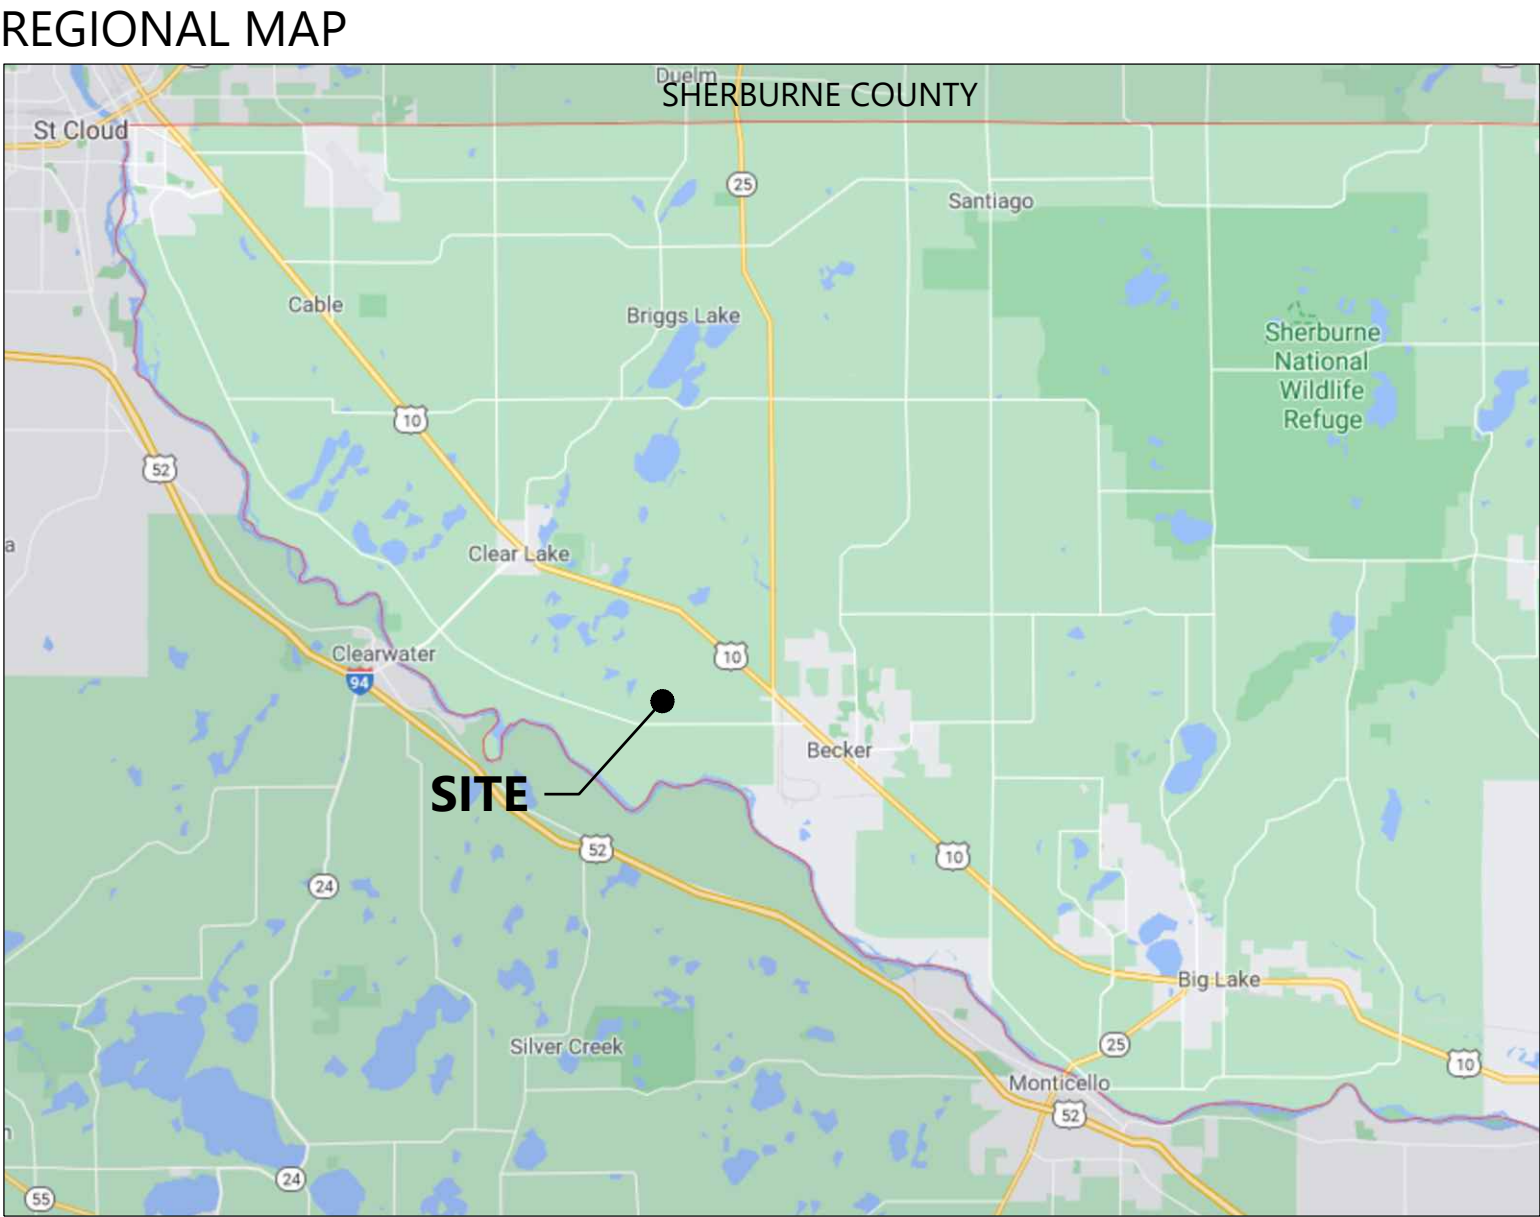 REGIONAL MAP
Duelm
SHERBURNE COUNTY
St Cloud
25
Santiago
Cable
Briggs Lake
Sherburne
National
Wildlife
Refuge
10
52
a
Clear Lake
Clearwater
10
94
Becker
SITE
52
10
24
Big Lake
Silver Creek
25
10
Monticello
52
24
55